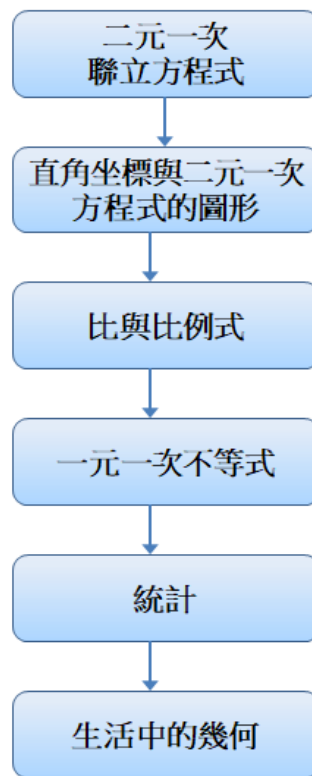 二元一次
聯立方程式
直角坐標與二元一次
方程式的圖形
比與比例式
一元一次不等式
統計
生活中的幾何